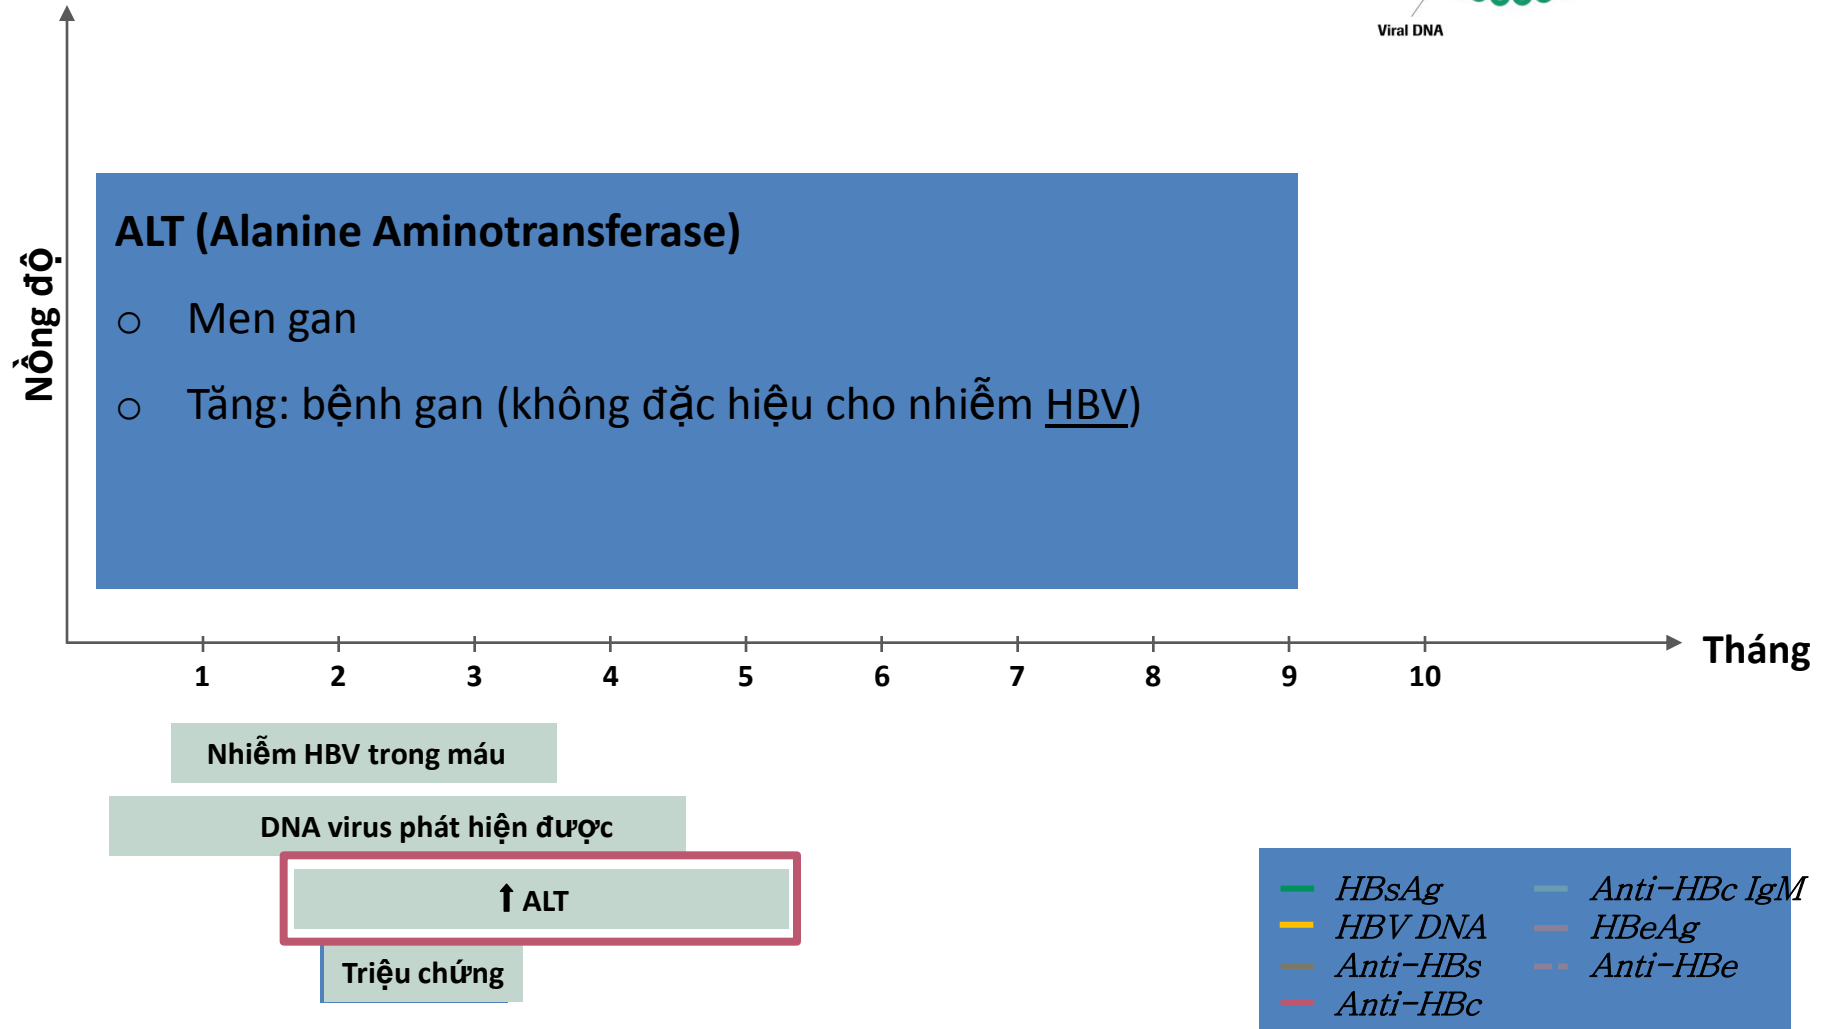 Viral DNA
Nồng độ
ALT (Alanine Aminotransferase)
o Men gan
o Tăng: bệnh gan (không đặc hiệu cho nhiễm HBV)
Tháng
1 2 3 4 5 6 7 8 9 10
Nhiễm HBV trong máu
DNA virus phát hiện được
⬆ ALT
Triệu chứng
HBsAg Anti-HBc IgM
HBV DNA HBeAg
Anti-HBs Anti-HBe
Anti-HBc